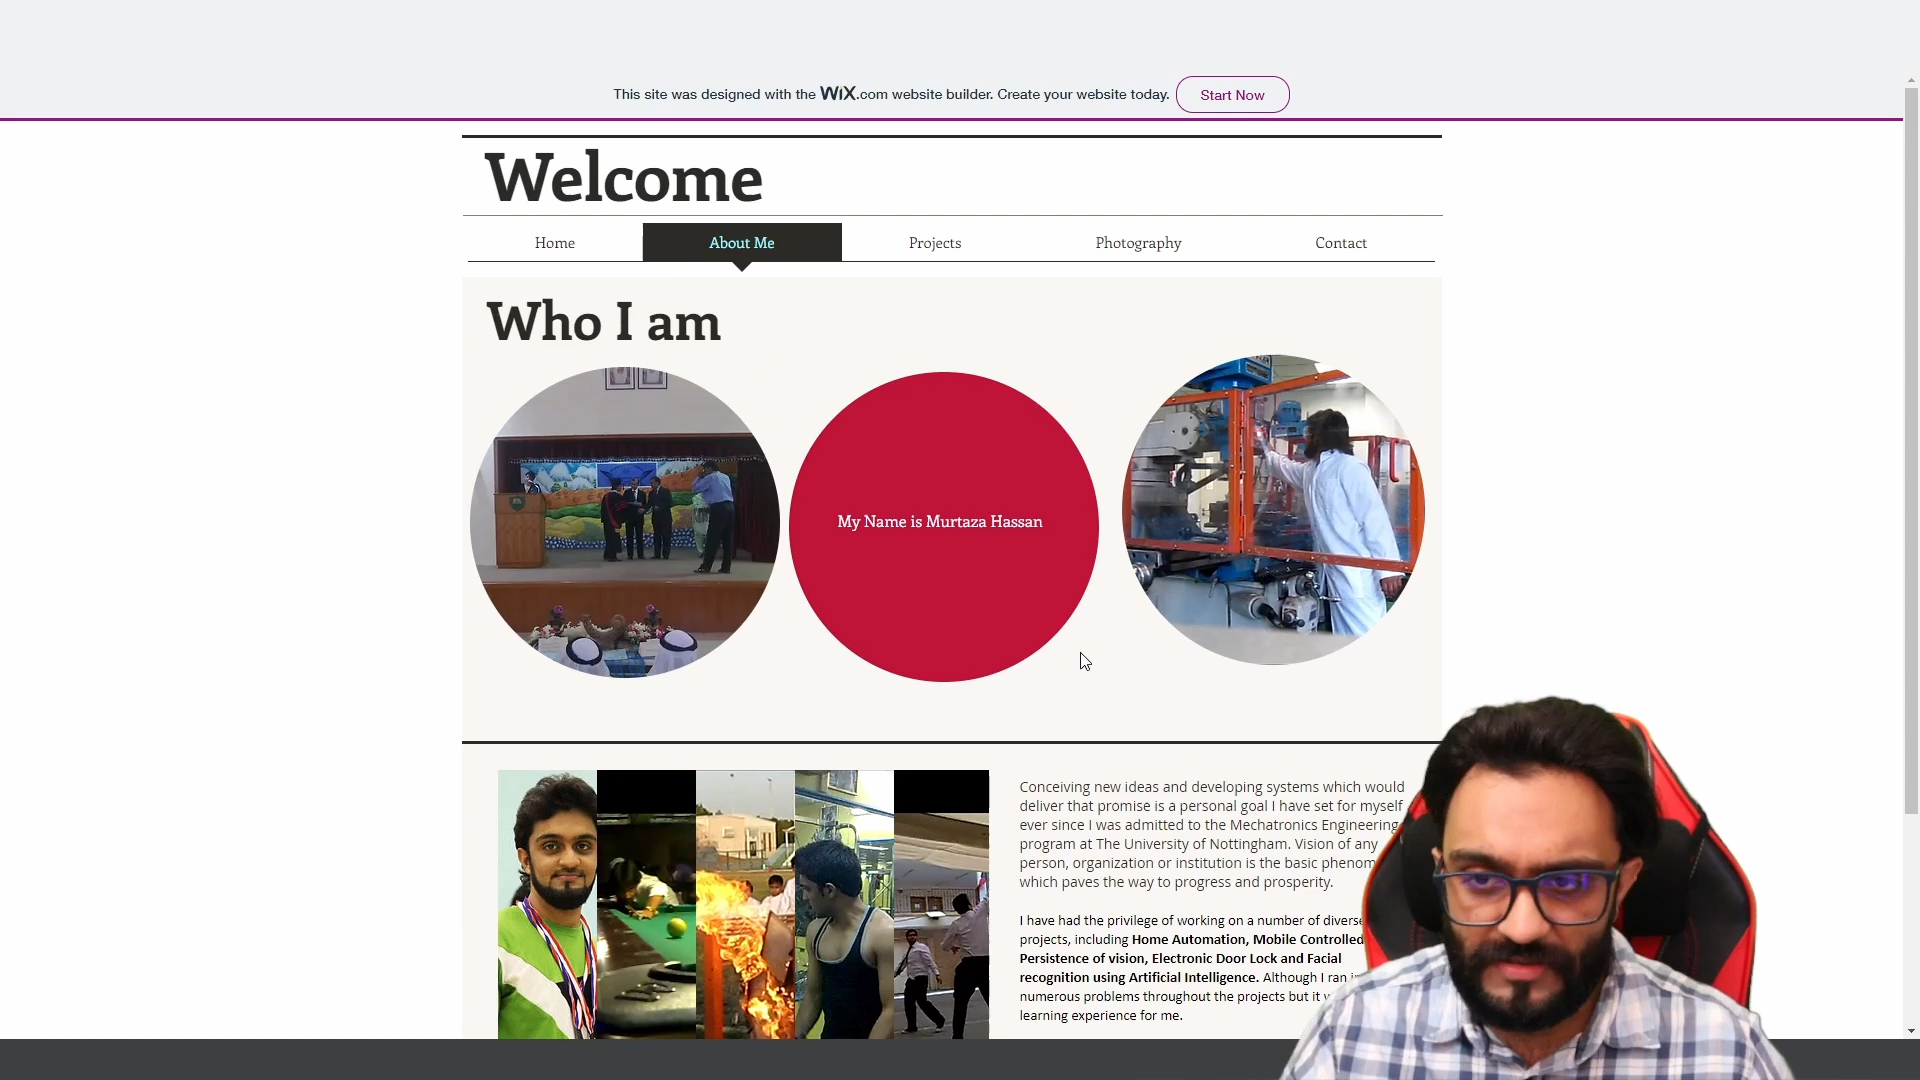 This site was designed with the WiX.com website builder. Create your website today. Start Now
Welcome
Home About Me Projects Photography Contact
Who I am
My Name is Murtaza Hassan
Conceiving new ideas and developing systems which would
deliver that promise is a personal goal I have set for myself
ever since I was admitted to the Mechatronics Engineering
program at The University of Nottingham. Vision of any
person, organization or institution is the basic
which paves the way to progress and prosperity.
I have had the privilege of working on a number of diverse
projects, including Home Automation, Mobile Controlled
Persistence of vision, Electronic Door Lock and Facial
recognition using Artificial Intelligence. Although I ran
numerous problems throughout the projects but it
learning experience for me.